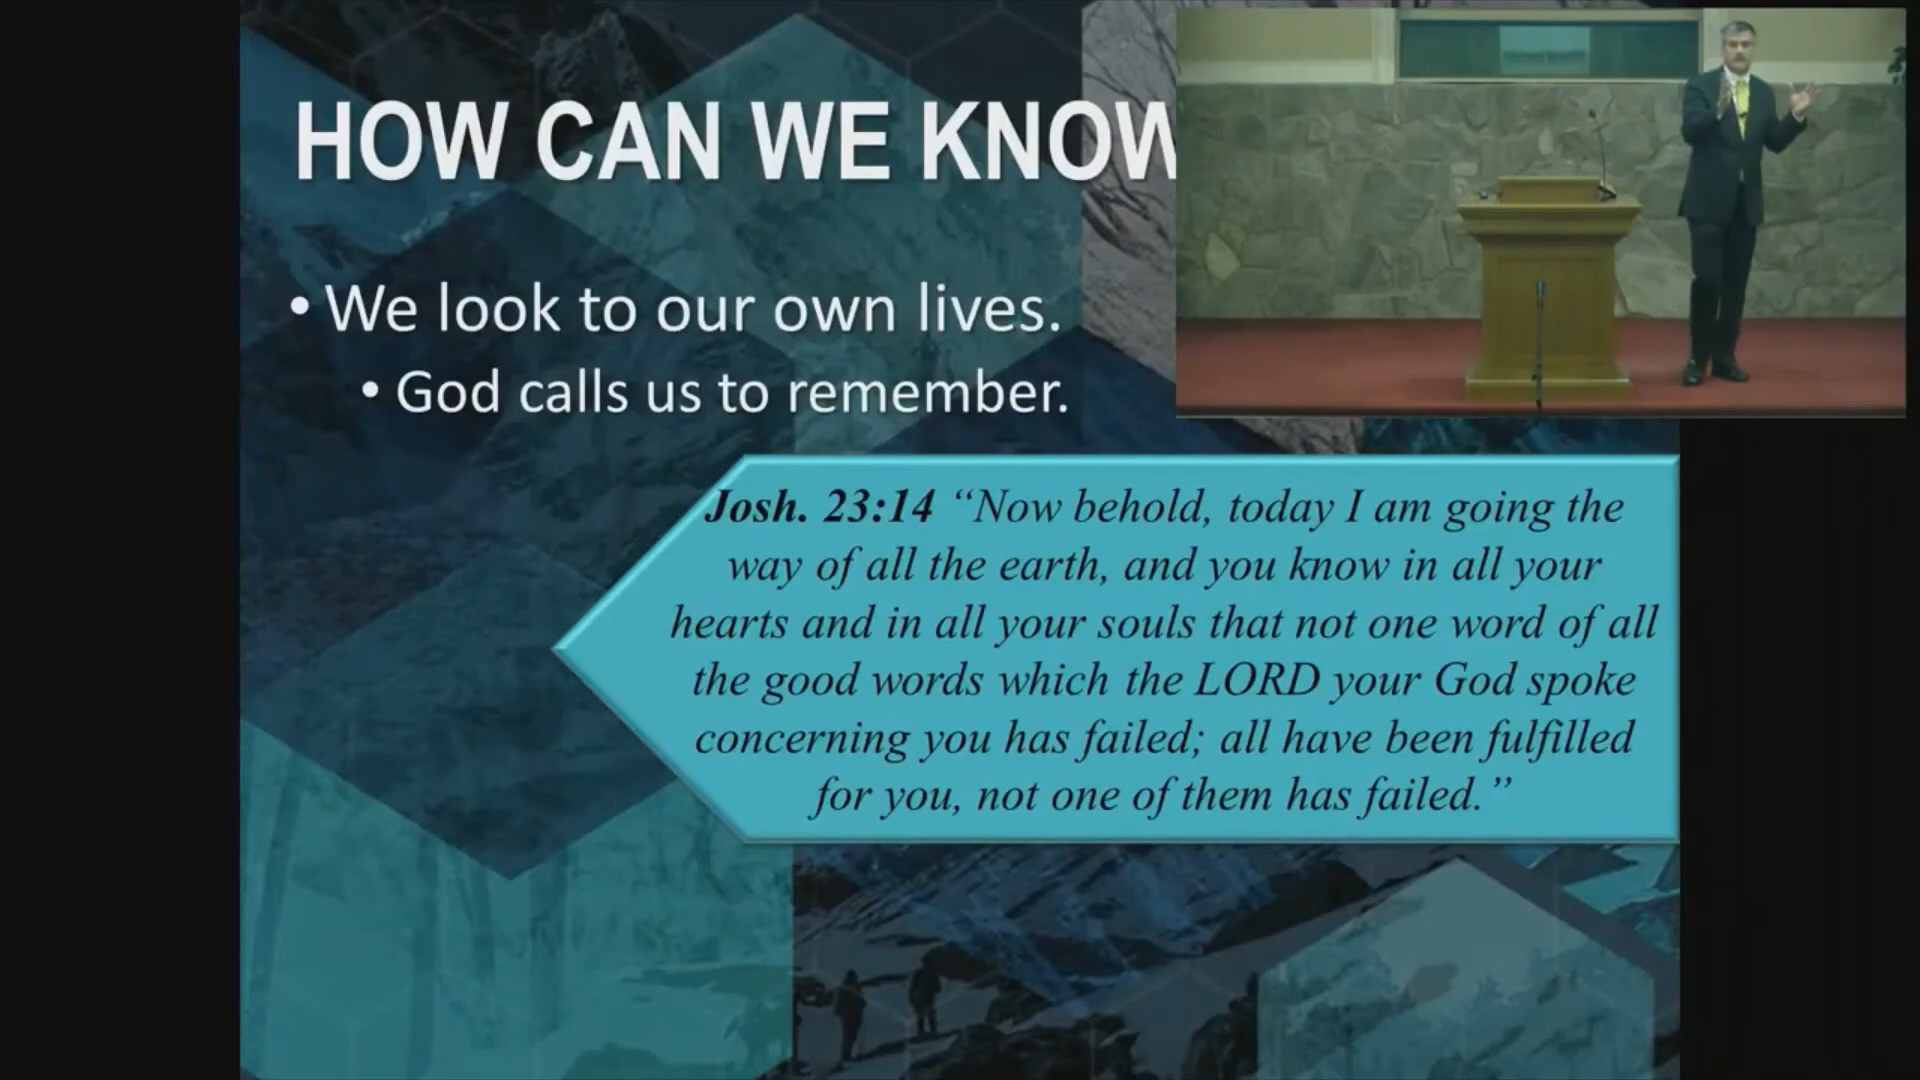 HOW CAN WE KNOW
• We look to our own lives.
• God calls us to remember.
Josh. 23:14 “Now behold, today I am going the
way of all the earth, and you know in all your
hearts and in all your souls that not one word of all
the good words which the LORD your God spoke
concerning you has failed; all have been fulfilled
for you, not one of them has failed.”